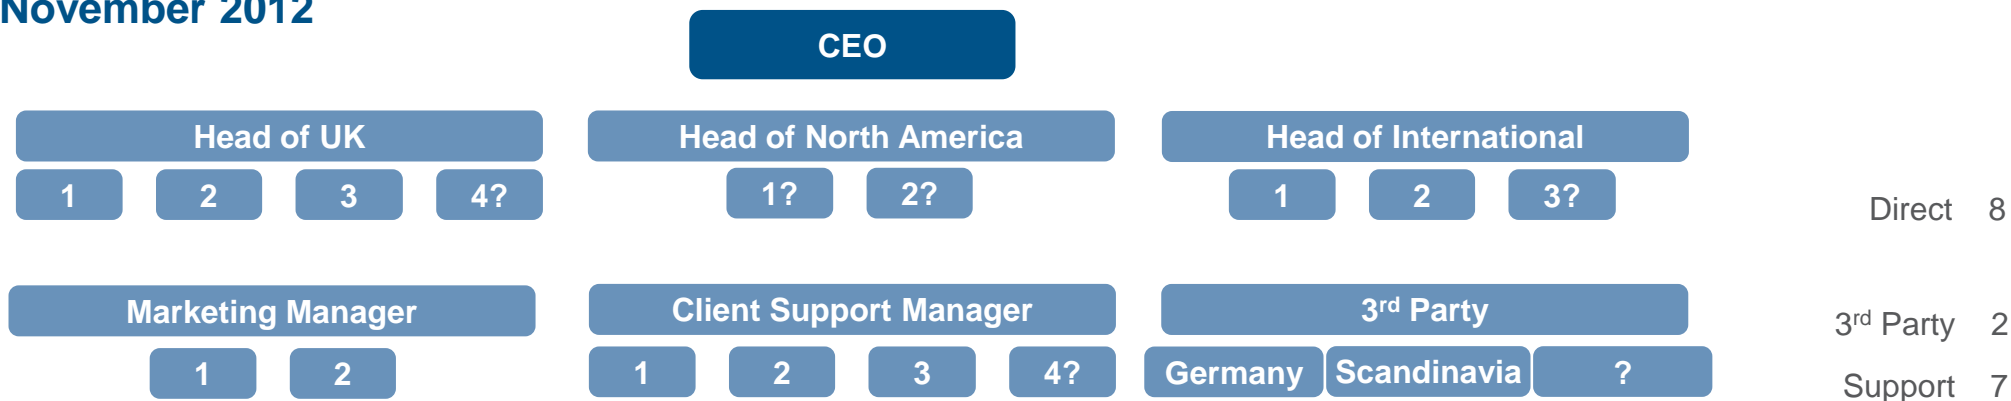 November 2012
CEO
Head of UK
Head of North America
Head of International
1 2 3 4?
1? 2?
1 2 3?
Direct 8
Marketing Manager
Client Support Manager
3rd Party
3rd Party 2
1 2
1 2 3 4?
Germany Scandinavia ?
Support 7